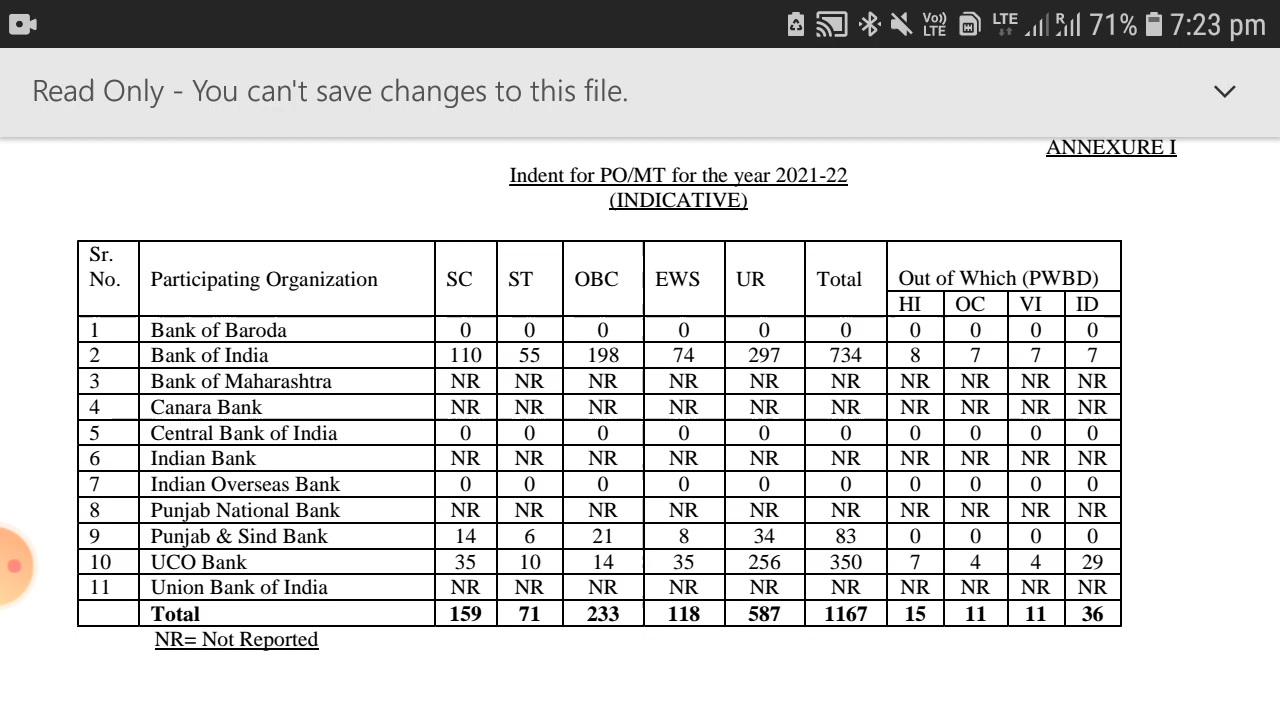 Vo)) LTE LTE R 71% 7:23 pm
Read Only - You can't save changes to this file.
ANNEXURE I
Indent for PO/MT for the year 2021-22
(INDICATIVE)
Sr. No. Participating Organization SC ST OBC EWS UR Total Out of Which (PWBD)
HI OC VI ID
1 Bank of Baroda 0 0 0 0 0 0 0 0 0 0
2 Bank of India 110 55 198 74 297 734 8 7 7 7
3 Bank of Maharashtra NR NR NR NR NR NR NR NR NR NR
4 Canara Bank NR NR NR NR NR NR NR NR NR NR
5 Central Bank of India 0 0 0 0 0 0 0 0 0 0
6 Indian Bank NR NR NR NR NR NR NR NR NR NR
7 Indian Overseas Bank 0 0 0 0 0 0 0 0 0 0
8 Punjab National Bank NR NR NR NR NR NR NR NR NR NR
9 Punjab & Sind Bank 14 6 21 8 34 83 0 0 0 0
10 UCO Bank 35 10 14 35 256 350 7 4 4 29
11 Union Bank of India NR NR NR NR NR NR NR NR NR NR
Total 159 71 233 118 587 1167 15 11 11 36
NR= Not Reported